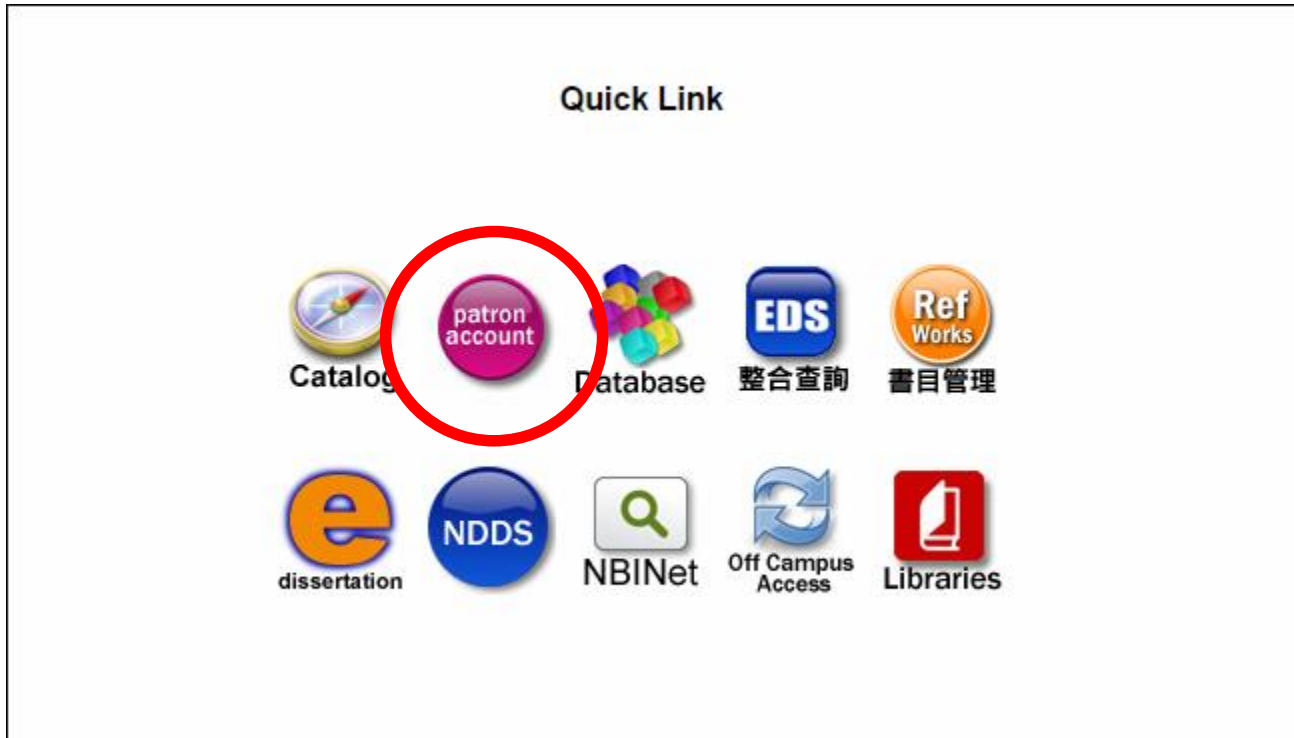 Quick Link
Catalog
patron
account
Database
EDS
整合查詢
Ref
Works
書目管理
e
dissertation
NDDS
NBINet
Off Campus
Access
Libraries